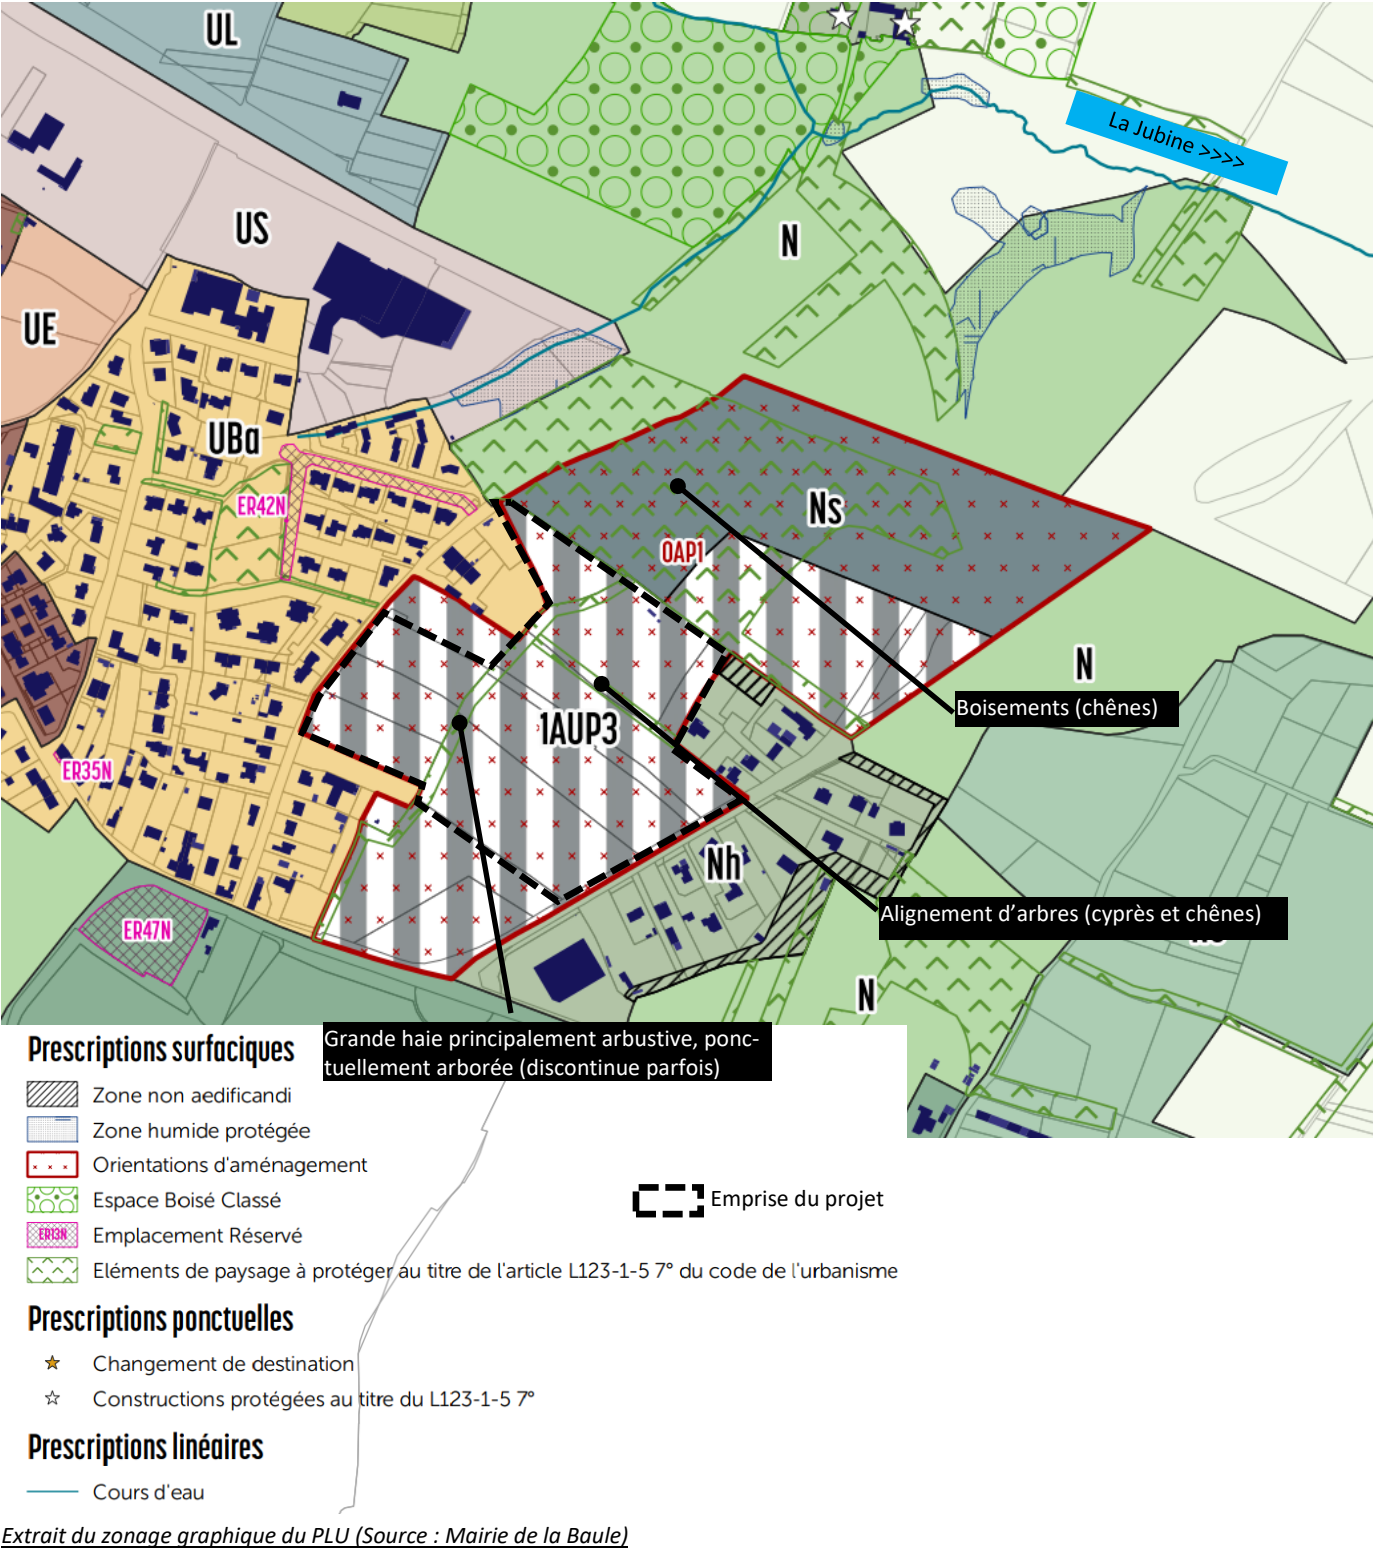 UL
La Jubine >>>>
US
N
UE
UBa
ER42N
Ns
OAP1
N
Boisements (chênes)
1AUP3
ER35N
Nh
Alignement d'arbres (cyprès et chênes)
ER47N
N
Grande haie principalement arbustive, ponc-
tuellement arborée (discontinue parfois)
Prescriptions surfaciques
Zone non aedificandi
Zone humide protégée
Orientations d'aménagement
Espace Boisé Classé
Emprise du projet
ER13N Emplacement Réservé
Eléments de paysage à protéger au titre de l'article L123-1-5 7° du code de l'urbanisme
Prescriptions ponctuelles
Changement de destination
Constructions protégées au titre du L123-1-5 7°
Prescriptions linéaires
Cours d'eau
Extrait du zonage graphique du PLU (Source : Mairie de la Baule)